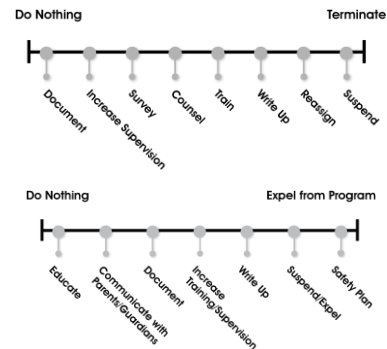 Do Nothing Terminate
Document
Increase Supervision
Survey
Counsel
Train
Write Up
Reassign
Suspend
Do Nothing Expel from Program
Educate
Communicate with
Parents/Guardians
Document
Increase
Training/Supervision
Write Up
Suspend/Expel
Safety Plan